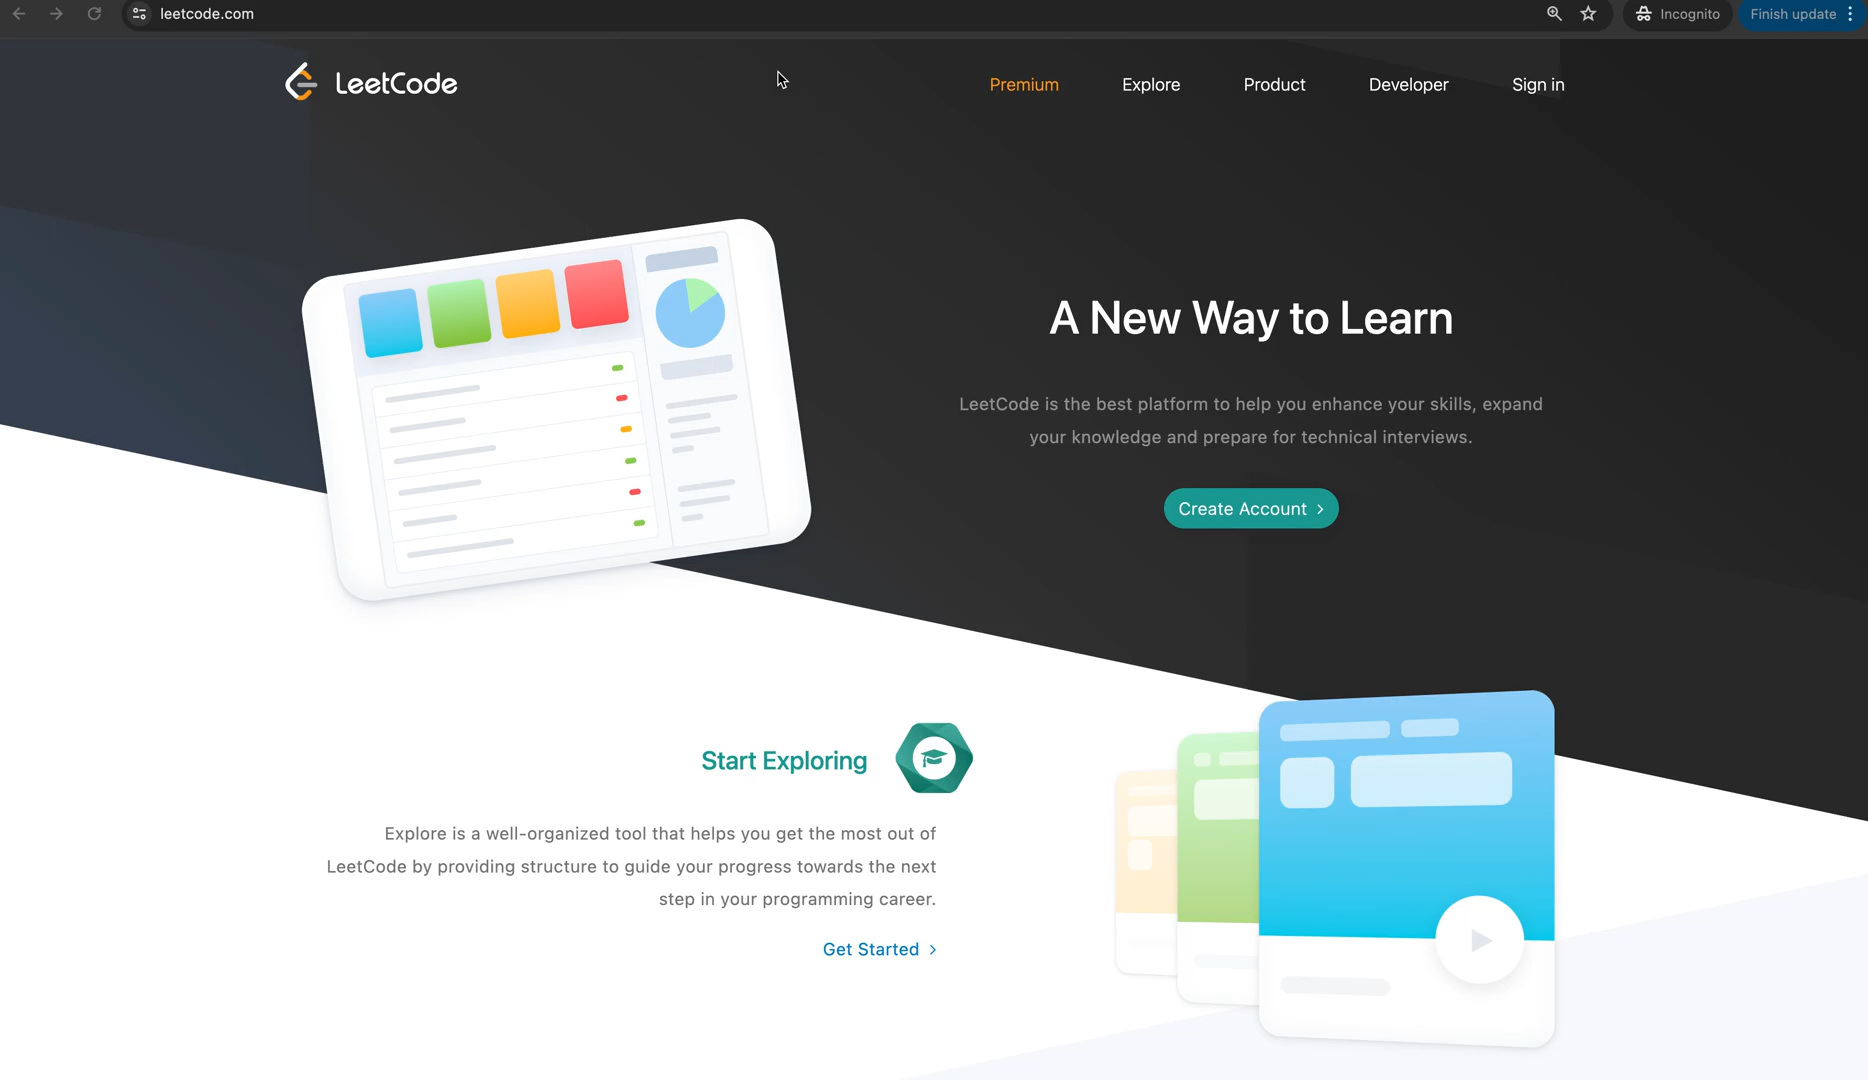 leetcode.com
Incognito
Finish update
LeetCode
Premium
Explore
Product
Developer
Sign in
A New Way to Learn
LeetCode is the best platform to help you enhance your skills, expand
your knowledge and prepare for technical interviews.
Create Account
Start Exploring
Explore is a well-organized tool that helps you get the most out of
LeetCode by providing structure to guide your progress towards the next
step in your programming career.
Get Started